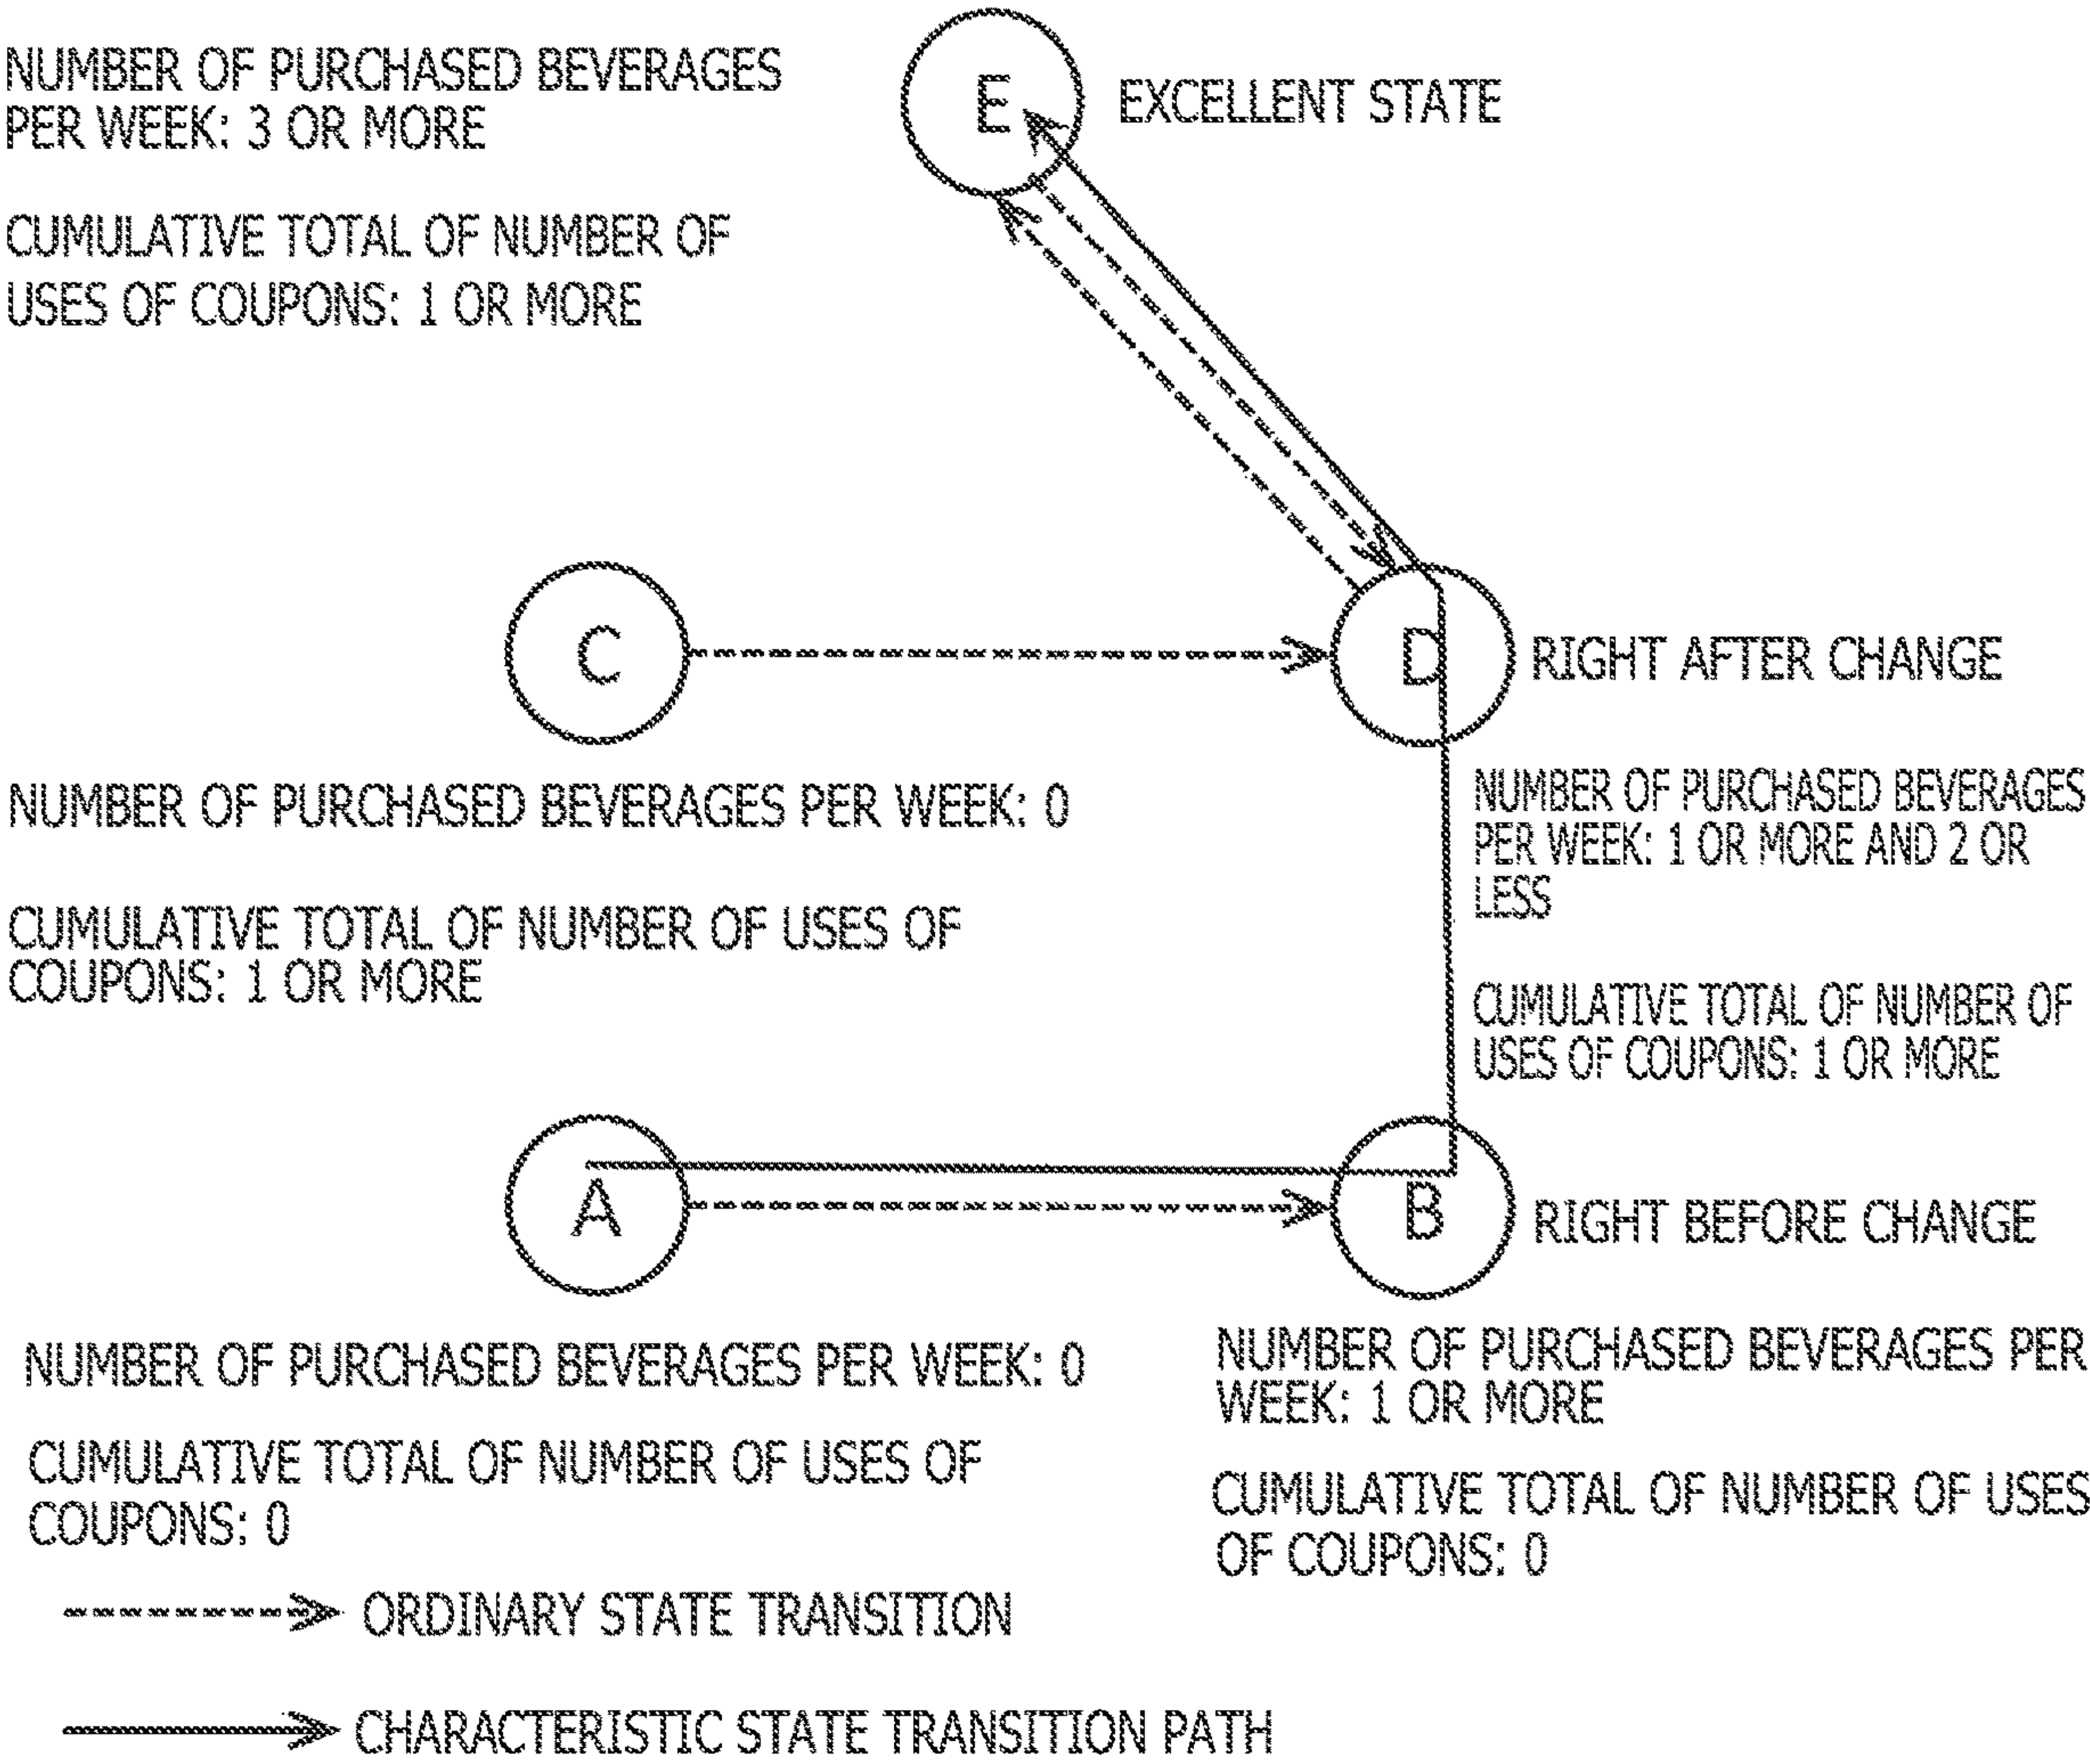 NUMBER OF PURCHASED BEVERAGES
PER WEEK: 3 OR MORE
CUMULATIVE TOTAL OF NUMBER OF
USES OF COUPONS: 1 OR MORE
E
EXCELLENT STATE
C
D
RIGHT AFTER CHANGE
NUMBER OF PURCHASED BEVERAGES PER WEEK: 0
CUMULATIVE TOTAL OF NUMBER OF USES OF
COUPONS: 1 OR MORE
NUMBER OF PURCHASED BEVERAGES
PER WEEK: 1 OR MORE AND 2 OR
LESS
CUMULATIVE TOTAL OF NUMBER OF
USES OF COUPONS: 1 OR MORE
A
B
RIGHT BEFORE CHANGE
NUMBER OF PURCHASED BEVERAGES PER WEEK: 0
CUMULATIVE TOTAL OF NUMBER OF USES OF
COUPONS: 0
NUMBER OF PURCHASED BEVERAGES PER
WEEK: 1 OR MORE
CUMULATIVE TOTAL OF NUMBER OF USES
OF COUPONS: 0
ORDINARY STATE TRANSITION
CHARACTERISTIC STATE TRANSITION PATH